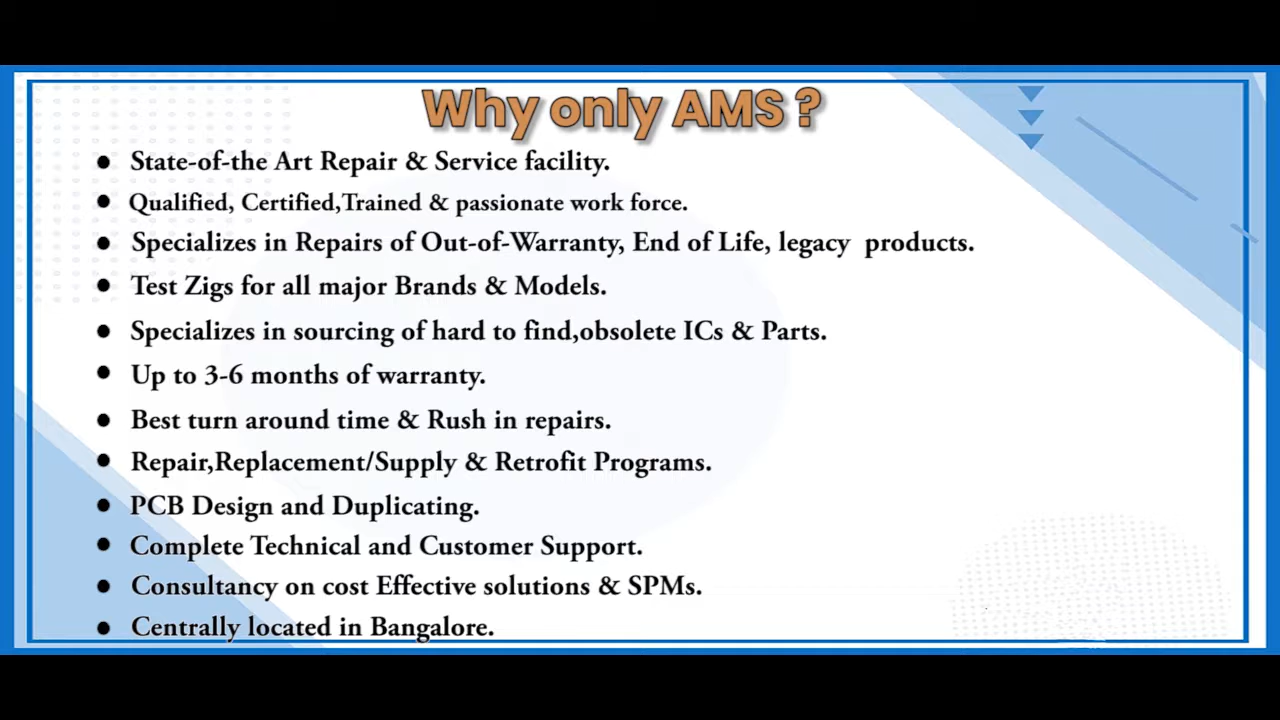 Why only AMS ?
State-of-the Art Repair & Service facility.
Qualified, Certified,Trained & passionate work force.
Specializes in Repairs of Out-of-Warranty, End of Life, legacy products.
Test Zigs for all major Brands & Models.
Specializes in sourcing of hard to find,obsolete ICs & Parts.
Up to 3-6 months of warranty.
Best turn around time & Rush in repairs.
Repair,Replacement/Supply & Retrofit Programs.
PCB Design and Duplicating.
Complete Technical and Customer Support.
Consultancy on cost Effective solutions & SPMs.
Centrally located in Bangalore.